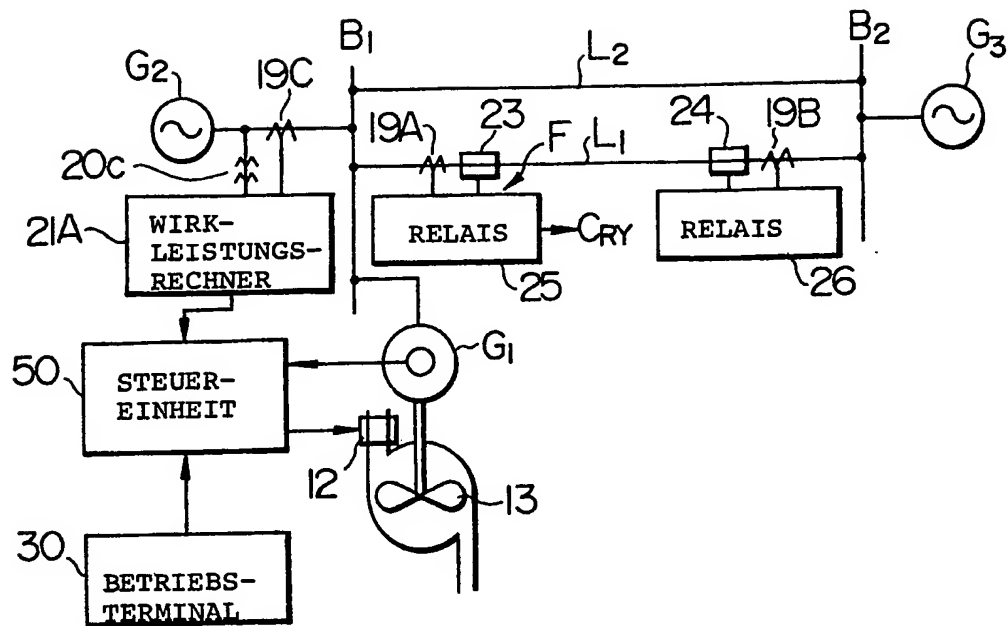 B1
B2
G2
G3
19C
L2
19A
23
24
19B
F
L1
20c
21A
WIRK-
LEISTUNGS-
RECHNER
RELAIS
CRY
RELAIS
25
26
G1
50
STEUER-
EINHEIT
12
13
30
BETRIEBS-
TERMINAL